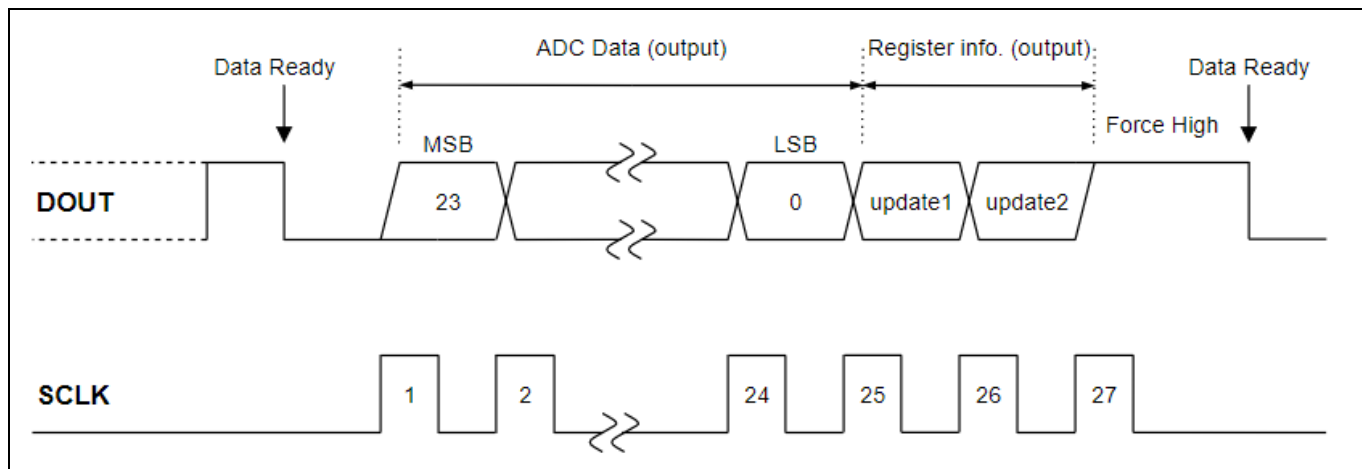 ADC Data (output)
Register info. (output)
Data Ready
Data Ready
Force High
MSB
LSB
DOUT
23
0
update1
update2
SCLK
1
2
24
25
26
27